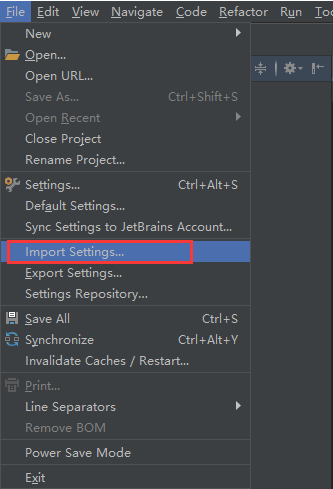 File Edit View Navigate Code Refactor Run Too
New
Open...
Open URL...
Save As... Ctrl+Shift+S
Open Recent
Close Project
Rename Project...
Settings... Ctrl+Alt+S
Default Settings...
Sync Settings to JetBrains Account...
Import Settings...
Export Settings...
Settings Repository...
Save All Ctrl+S
Synchronize Ctrl+Alt+Y
Invalidate Caches / Restart...
Print...
Line Separators
Remove BOM
Power Save Mode
Exit